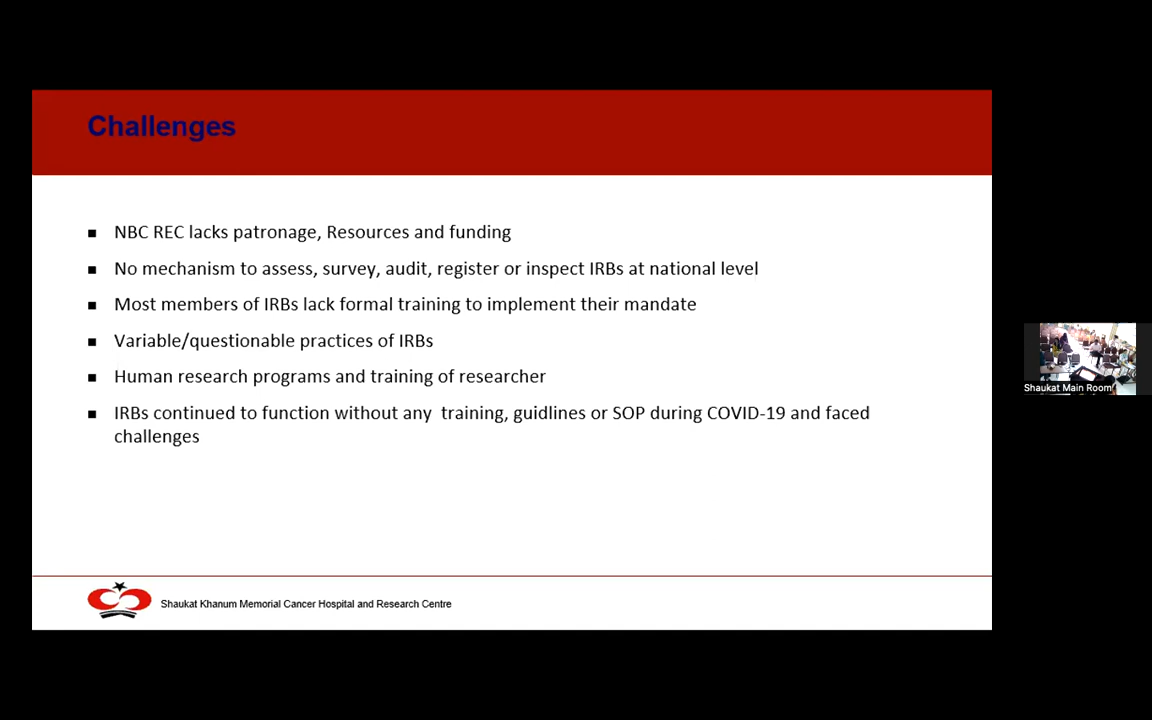 Challenges
NBC REC lacks patronage, Resources and funding
No mechanism to assess, survey, audit, register or inspect IRBs at national level
Most members of IRBs lack formal training to implement their mandate
Variable/questionable practices of IRBs
Human research programs and training of researcher
IRBs continued to function without any  training, guidlines or SOP during COVID-19 and faced
challenges
Shaukat Main Room
Shaukat Khanum Memorial Cancer Hospital and Research Centre